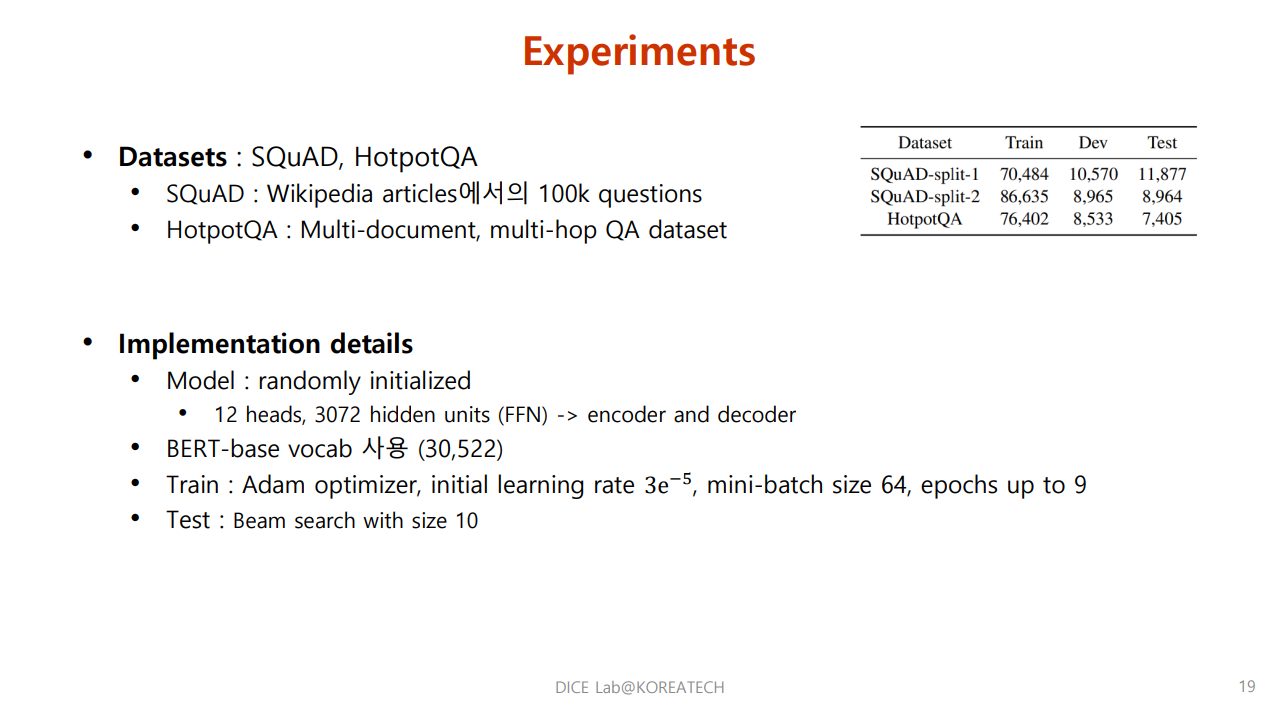 Experiments
• Datasets : SQuAD, HotpotQA
• SQuAD : Wikipedia articles에서의 100k questions
• HotpotQA : Multi-document, multi-hop QA dataset
Dataset Train Dev Test
SQuAD-split-1 70,484 10,570 11,877
SQuAD-split-2 86,635 8,965 8,964
HotpotQA 76,402 8,533 7,405
• Implementation details
• Model : randomly initialized
• 12 heads, 3072 hidden units (FFN) -> encoder and decoder
• BERT-base vocab 사용 (30,522)
• Train : Adam optimizer, initial learning rate 3e⁻⁵, mini-batch size 64, epochs up to 9
• Test : Beam search with size 10
DICE Lab@KOREATECH
19